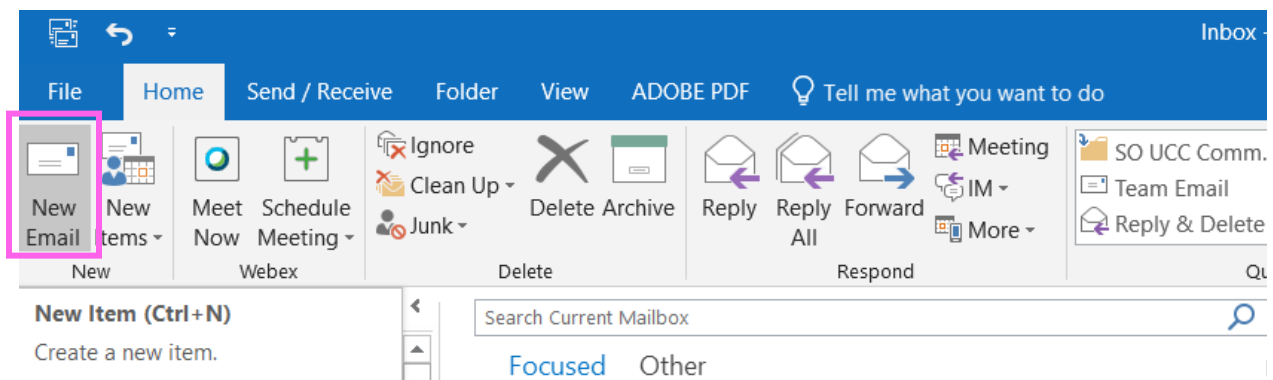 Inbox -
File Home Send / Receive Folder View ADOBE PDF Tell me what you want to do
New Email
New Items
Meet Now
Schedule Meeting
Ignore
Clean Up
Junk
Delete
Archive
Reply
Reply All
Forward
Meeting
IM
More
SO UCC Comm.
Team Email
Reply & Delete
New Webex Delete Respond Qu
New Item (Ctrl+N)
Create a new item.
Search Current Mailbox
Focused Other